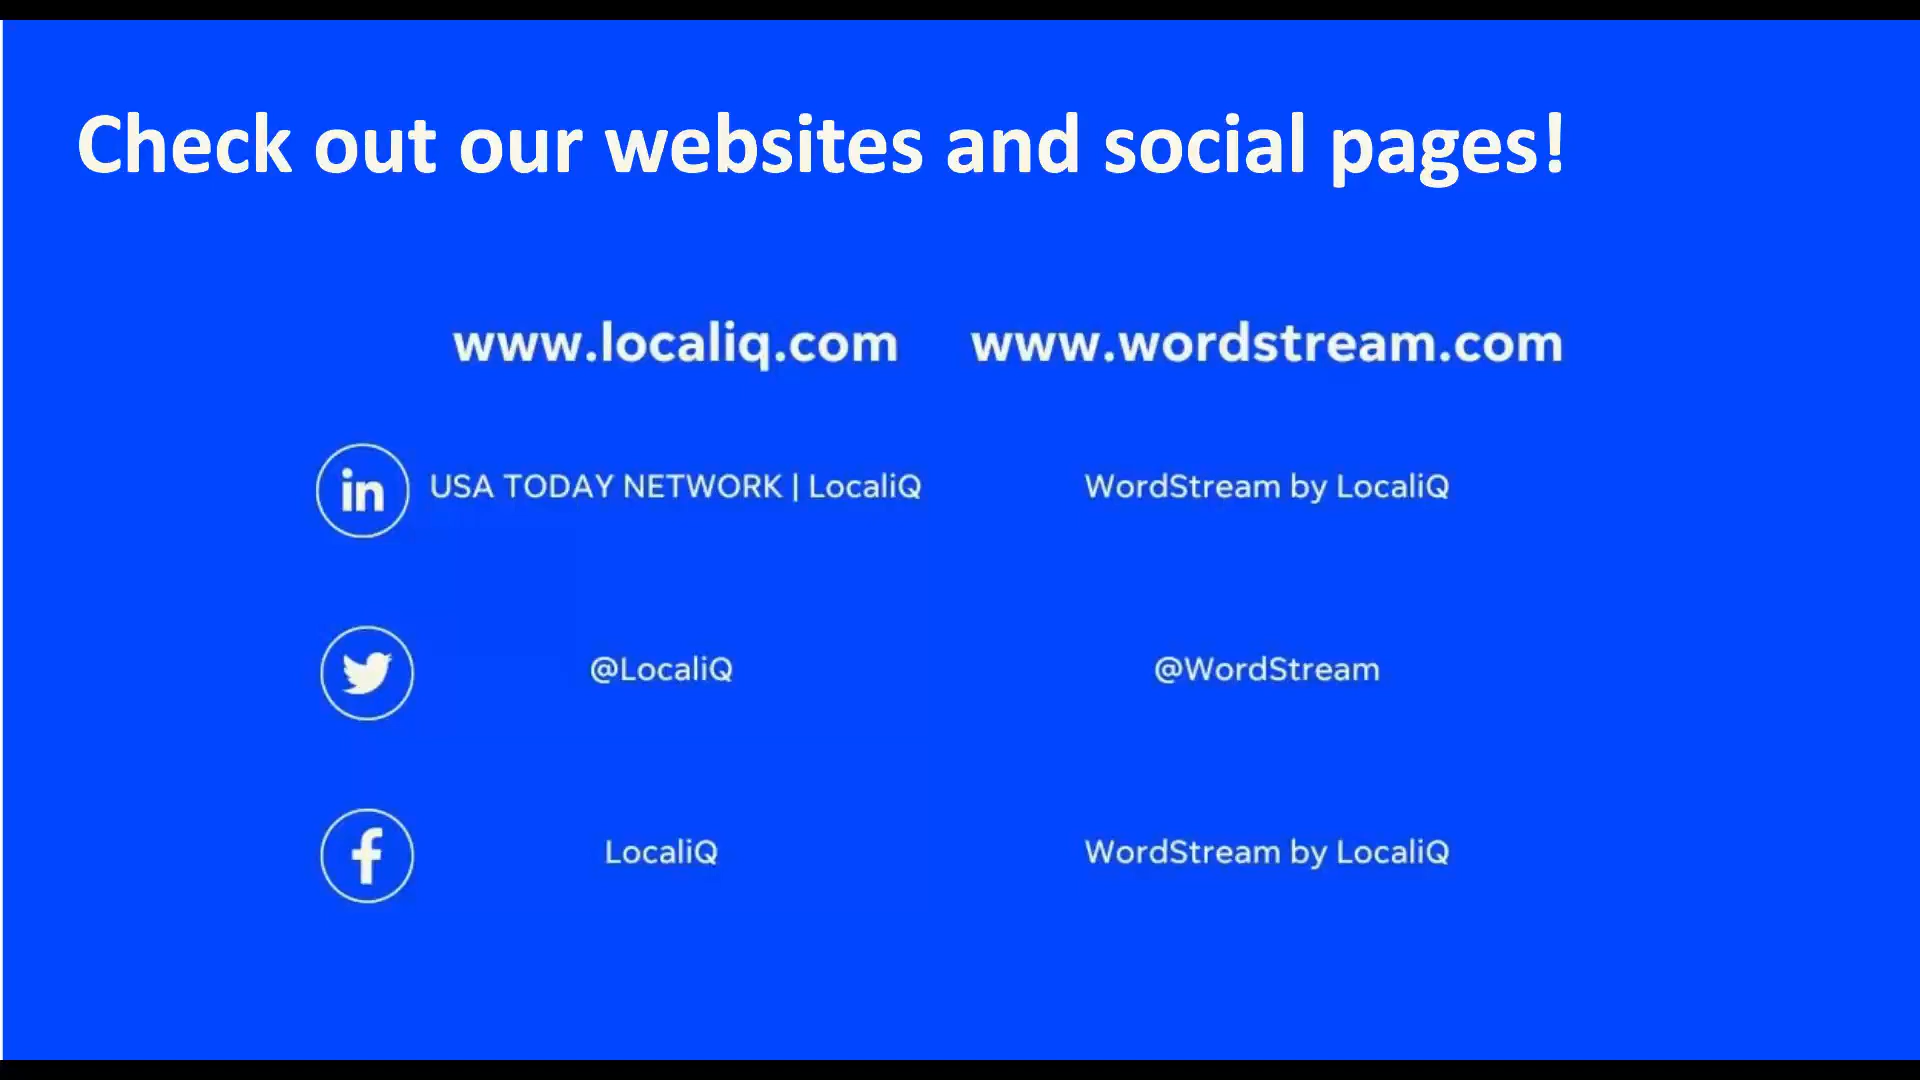 Check out our websites and social pages!
www.localiq.com www.wordstream.com
in USA TODAY NETWORK | LocaliQ WordStream by LocaliQ
@LocaliQ @WordStream
f LocaliQ WordStream by LocaliQ